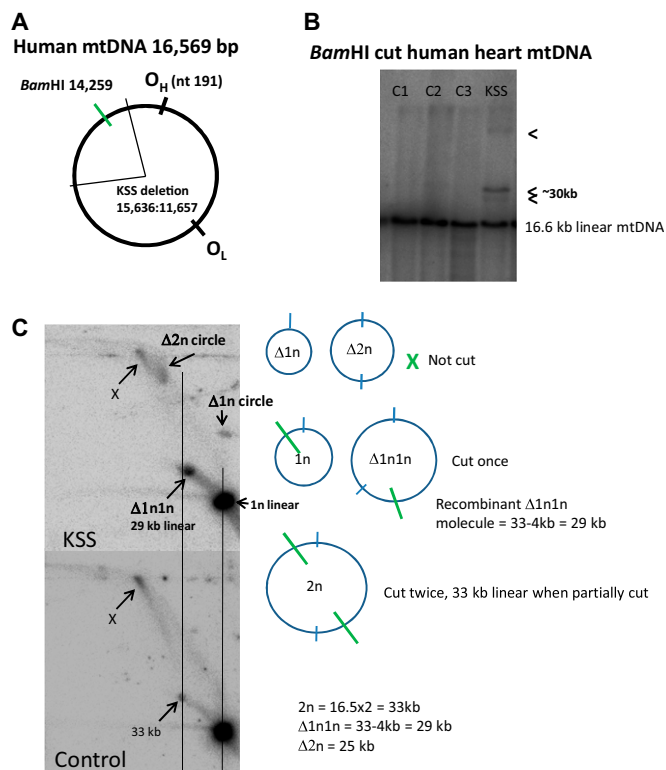 A
Human mtDNA 16,569 bp
BamHI 14,259
OH (nt 191)
KSS deletion
15,636:11,657
OL
B
BamHI cut human heart mtDNA
C1 C2 C3 KSS
<
< ~30kb
<
16.6 kb linear mtDNA
C
Δ2n circle
X
Δ1n circle
Δ1n1n
29 kb linear
1n linear
KSS
X
33 kb
Control
Δ1n
Δ2n
X Not cut
1n
Δ1n1n
Cut once
Recombinant Δ1n1n
molecule = 33-4kb = 29 kb
2n
Cut twice, 33 kb linear when partially cut
2n = 16.5x2 = 33kb
Δ1n1n = 33-4kb = 29 kb
Δ2n = 25 kb